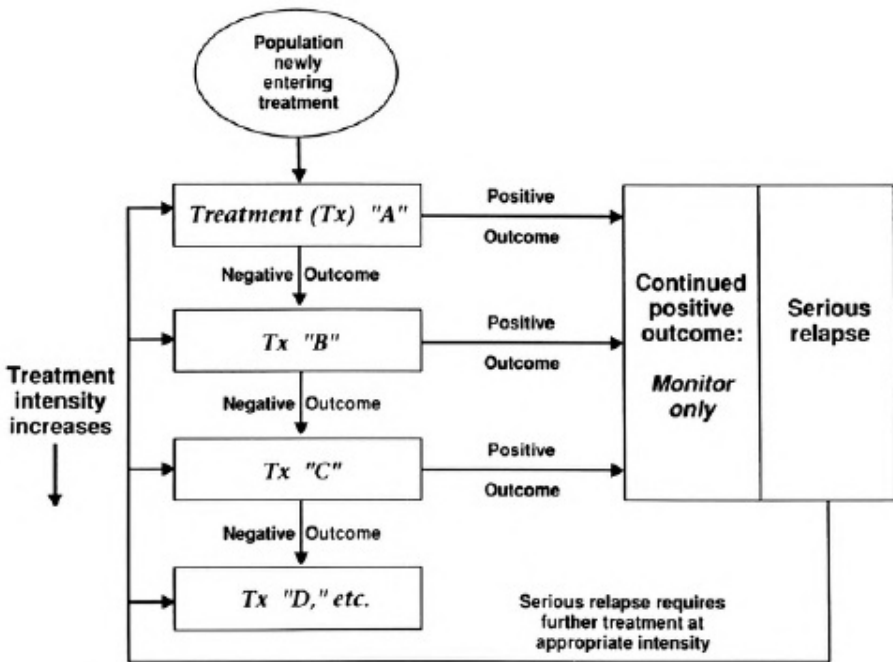 Population
newly
entering
treatment
Treatment (Tx) "A"
Positive
Outcome
Negative Outcome
Tx "B"
Positive
Outcome
Negative Outcome
Tx "C"
Positive
Outcome
Negative Outcome
Tx "D," etc.
Treatment
intensity
increases
Continued
positive
outcome:
Monitor
only
Serious
relapse
Serious relapse requires
further treatment at
appropriate intensity